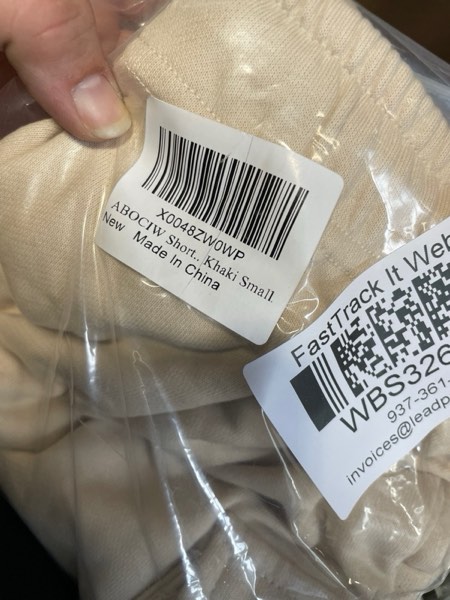 X0048ZW0WP
ABOCIW Short.. Khaki Small
New Made In China
FastTrack It Web
WBS326
937-361-
invoices@leadp